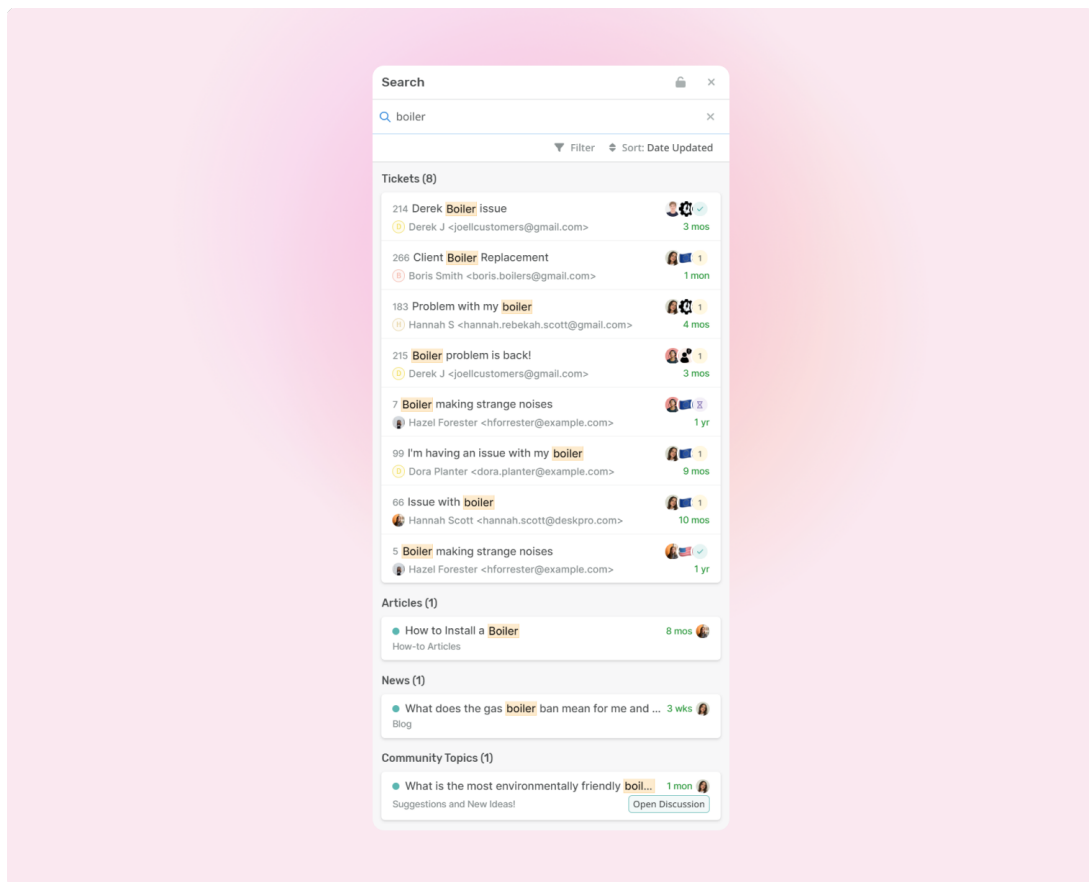 Search
boiler
Filter Sort: Date Updated
Tickets (8)
214 Derek Boiler issue
D Derek J <joellcustomers@gmail.com> 3 mos
266 Client Boiler Replacement 1
B Boris Smith <boris.boilers@gmail.com> 1 mon
183 Problem with my boiler 1
H Hannah S <hannah.rebekah.scott@gmail.com> 4 mos
215 Boiler problem is back! 1
D Derek J <joellcustomers@gmail.com> 3 mos
7 Boiler making strange noises
Hazel Forester <hforrester@example.com> 1 yr
99 I'm having an issue with my boiler 1
D Dora Planter <dora.planter@example.com> 9 mos
66 Issue with boiler 1
Hannah Scott <hannah.scott@deskpro.com> 10 mos
5 Boiler making strange noises
Hazel Forester <hforrester@example.com> 1 yr
Articles (1)
How to Install a Boiler 8 mos
How-to Articles
News (1)
What does the gas boiler ban mean for me and ... 3 wks
Blog
Community Topics (1)
What is the most environmentally friendly boil... 1 mon
Suggestions and New Ideas! Open Discussion